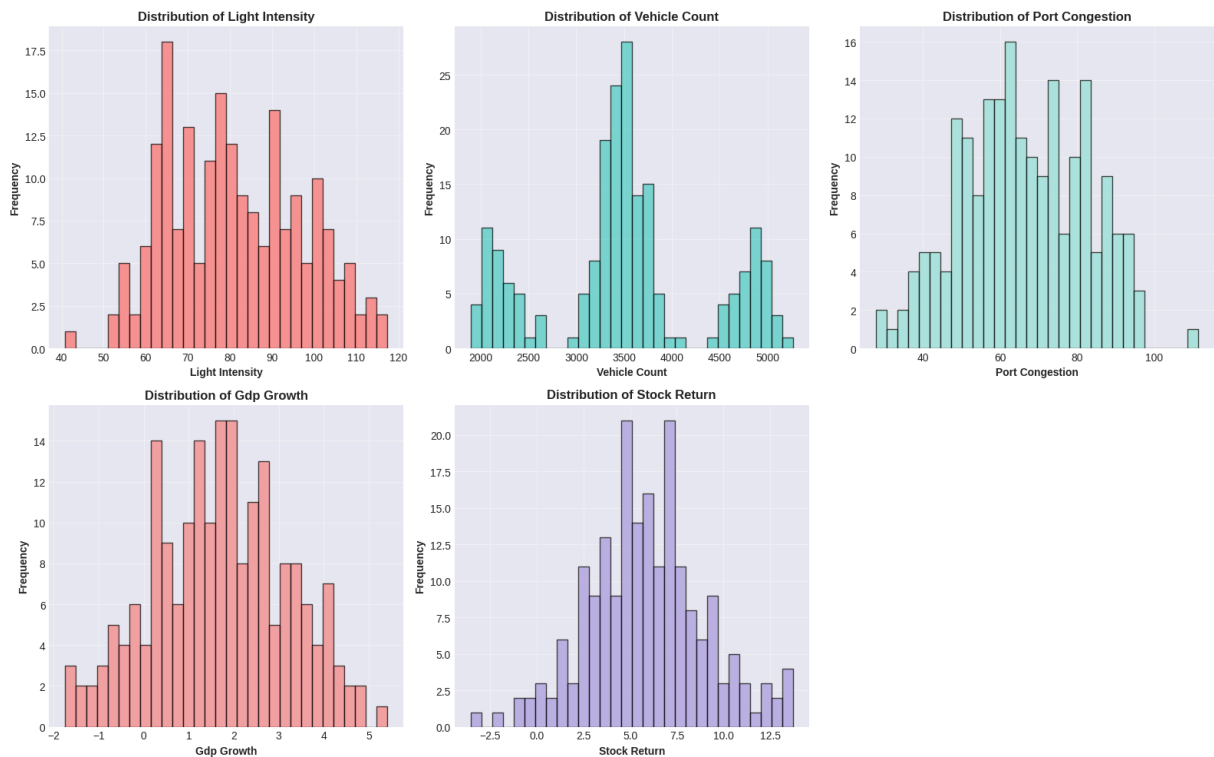 Distribution of Light Intensity
17.5
15.0
12.5
10.0
7.5
5.0
2.5
0.0
Frequency
40 50 60 70 80 90 100 110 120
Light Intensity
Distribution of Vehicle Count
25
20
15
10
5
0
Frequency
2000 2500 3000 3500 4000 4500 5000
Vehicle Count
Distribution of Port Congestion
16
14
12
10
8
6
4
2
0
Frequency
40 60 80 100
Port Congestion
Distribution of Gdp Growth
14
12
10
8
6
4
2
0
Frequency
−2 −1 0 1 2 3 4 5
Gdp Growth
Distribution of Stock Return
20.0
17.5
15.0
12.5
10.0
7.5
5.0
2.5
0.0
Frequency
−2.5 0.0 2.5 5.0 7.5 10.0 12.5
Stock Return